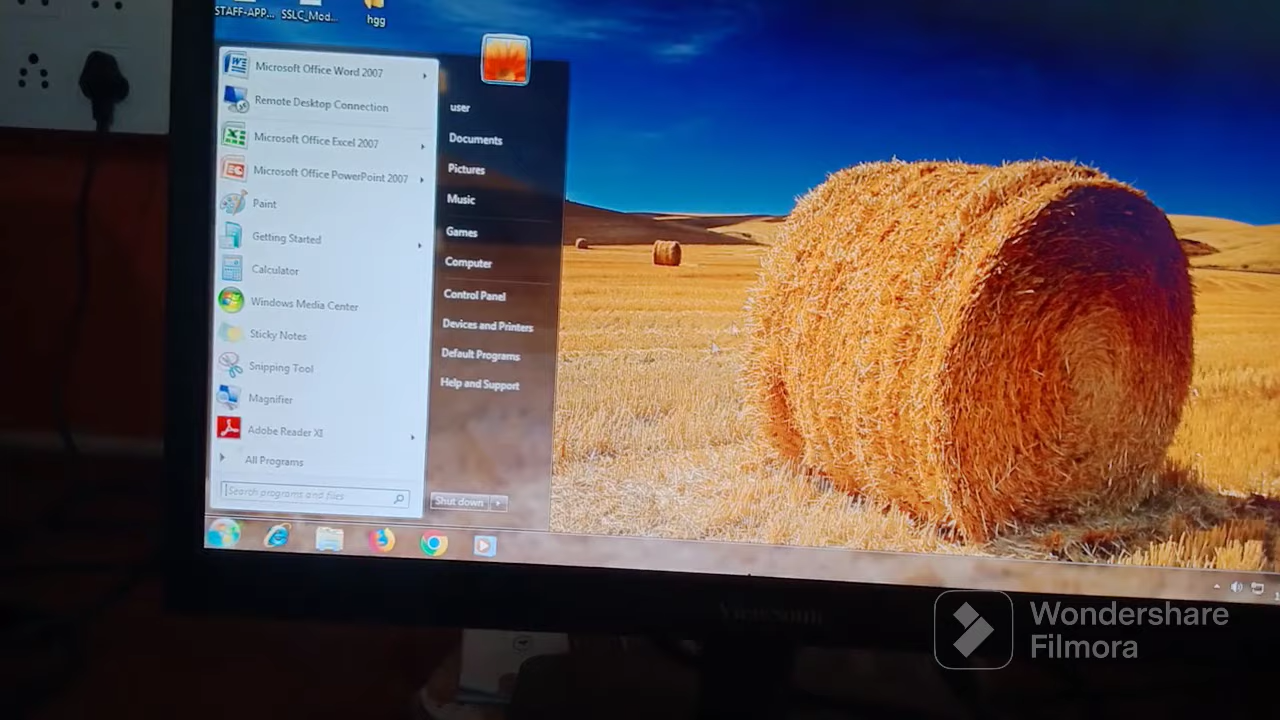 STAFF-APP... SSLC_Mod... hgg
Microsoft Office Word 2007
Remote Desktop Connection
Microsoft Office Excel 2007
Microsoft Office PowerPoint 2007
Paint
Getting Started
Calculator
Windows Media Center
Sticky Notes
Snipping Tool
Magnifier
Adobe Reader XI
All Programs
Search programs and files
user
Documents
Pictures
Music
Games
Computer
Control Panel
Devices and Printers
Default Programs
Help and Support
Shut down
ViewSonic
Wondershare
Filmora